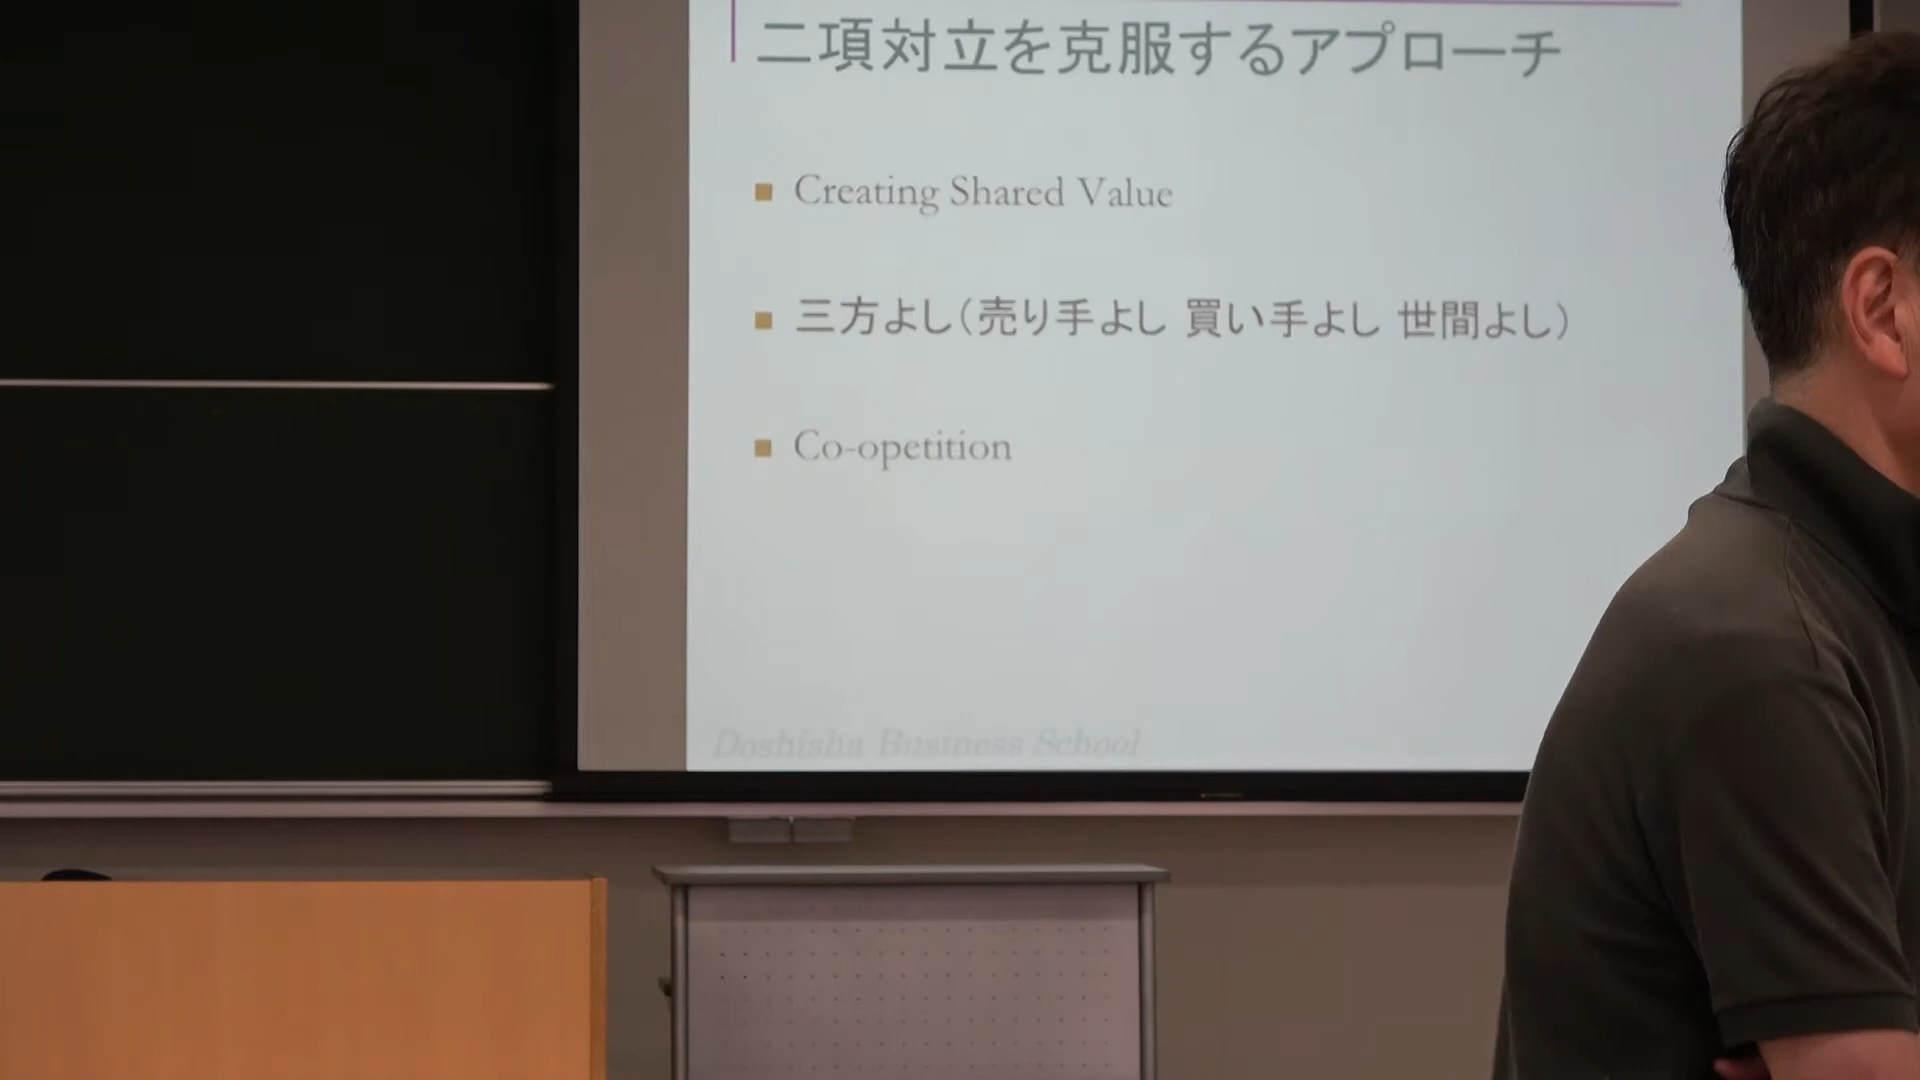 二項対立を克服するアプローチ
Creating Shared Value
三方よし(売り手よし 買い手よし 世間よし)
Co-opetition
Doshisha Business School